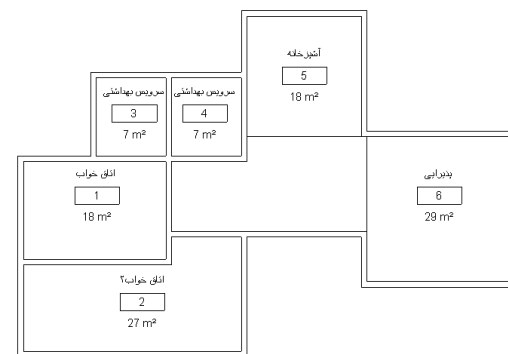 آشپزخانه
5
18 m²
سرویس بهداشتی
3
7 m²
سرویس بهداشتی
4
7 m²
اتاق خواب
1
18 m²
پذیرایی
6
29 m²
اتاق خواب۲
2
27 m²